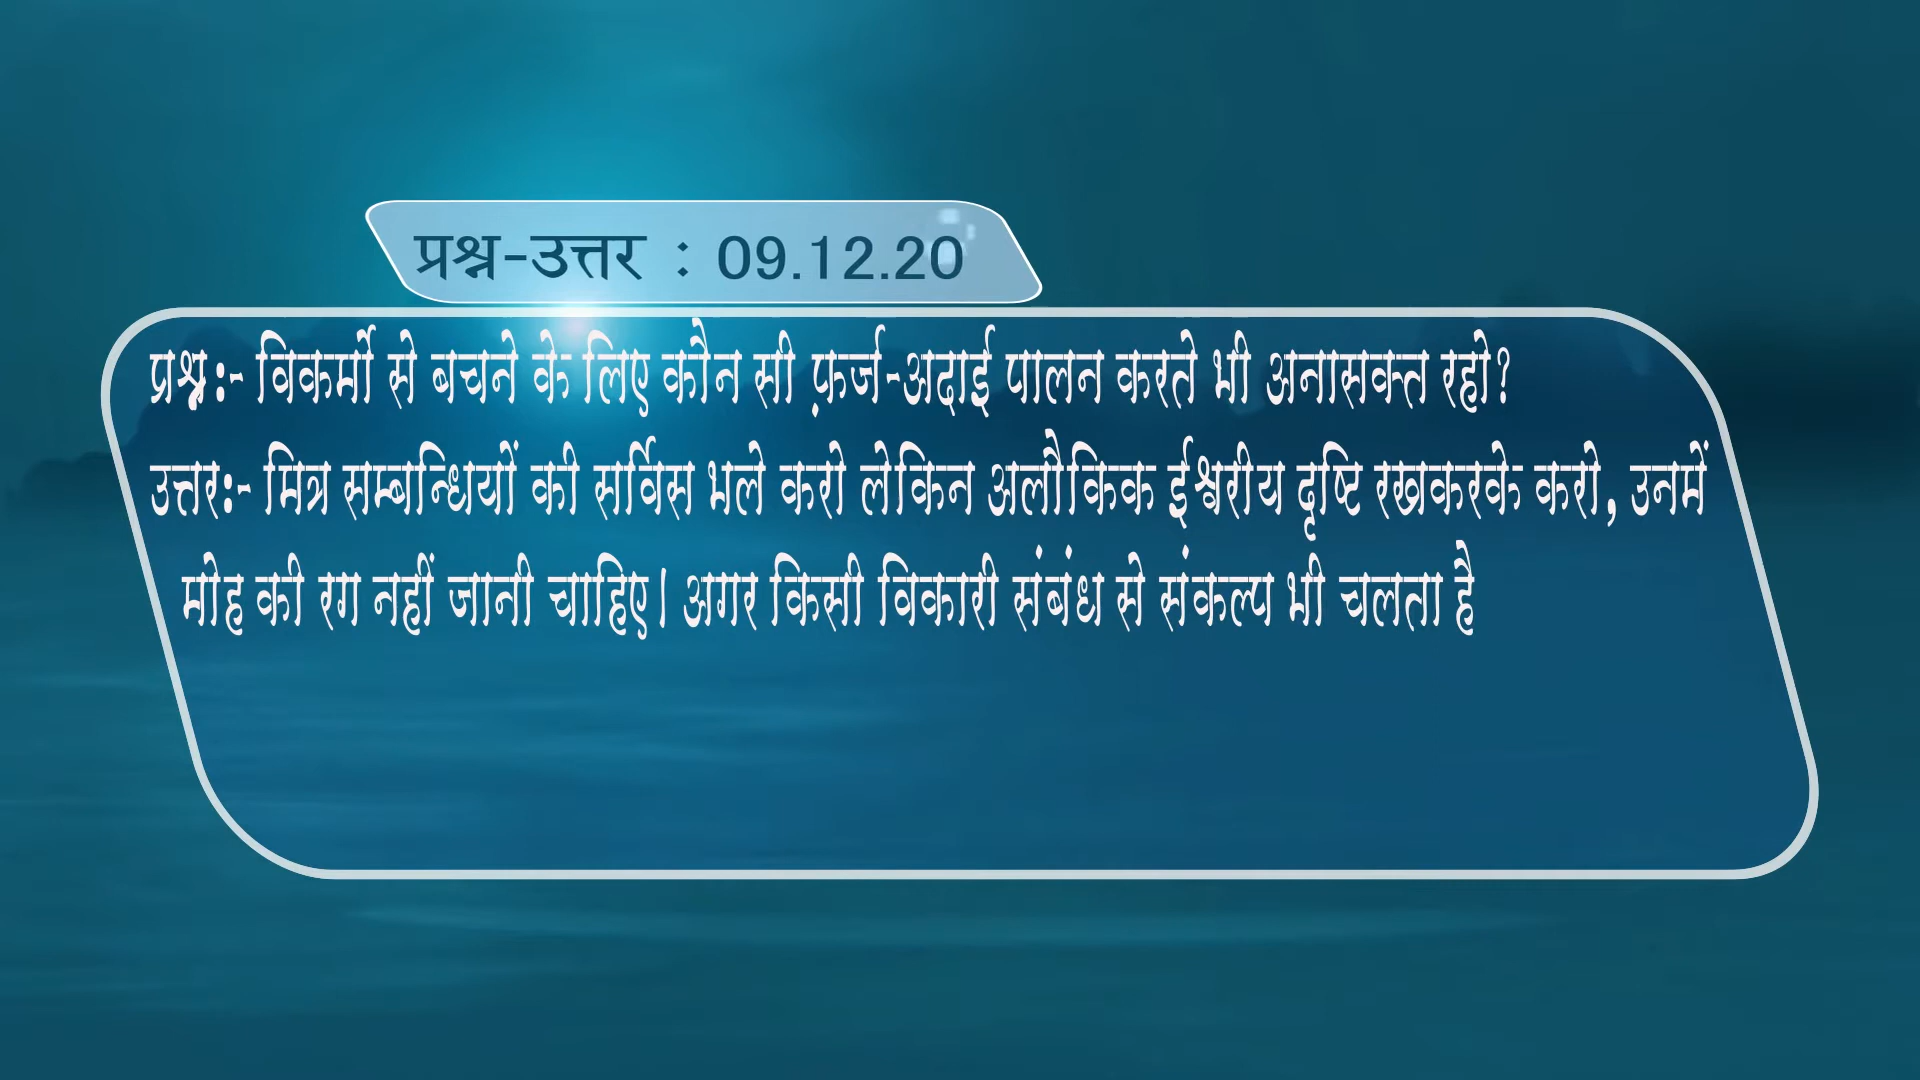 प्रश्न-उत्तर : 09.12.20
प्रश्न:- विकर्मों से बचने के लिए कौन सी फ़र्ज-अदाई पालन करते भी अनासक्त रहो?
उत्तर:- मित्र सम्बन्धियों की सर्विस भले करो लेकिन अलौकिक ईश्वरीय दृष्टि रखकरके करो, उनमें
मोह की रग नहीं जानी चाहिए। अगर किसी विकारी संबंध से संकल्प भी चलता है